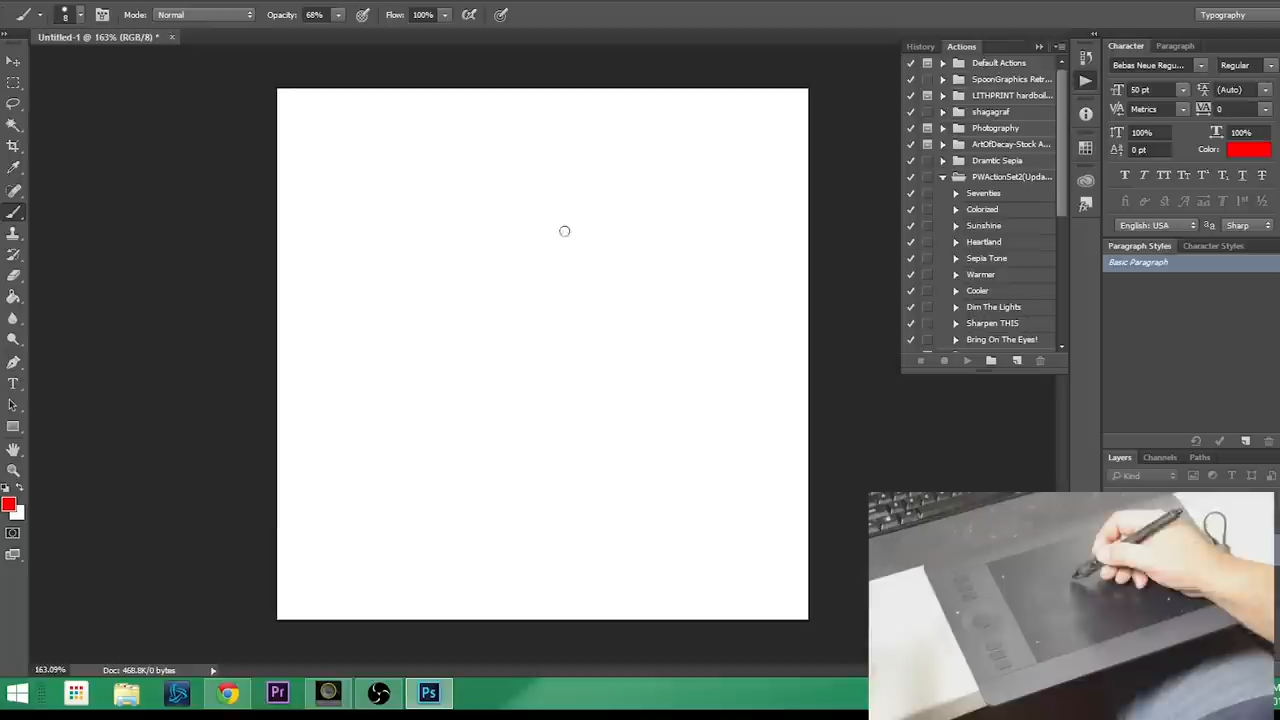 8 Mode: Normal Opacity: 68% Flow: 100% Typography
Untitled-1 @ 163% (RGB/8) * ×
History Actions
Default Actions
SpoonGraphics Retr...
LITHPRINT hardboil...
shagagraf
Photography
ArtOfDecay-Stock A...
Dramtic Sepia
PWActionSet2(Upda...
Seventies
Colorized
Sunshine
Heartland
Sepia Tone
Warmer
Cooler
Dim The Lights
Sharpen THIS
Bring On The Eyes!
Character Paragraph
Bebas Neue Regu... Regular
50 pt (Auto)
Metrics 0
100% 100%
0 pt Color:
English: USA Sharp
Paragraph Styles Character Styles
Basic Paragraph
Layers Channels Paths
Kind
163.09% Doc: 468.8K/0 bytes
Pr Ps